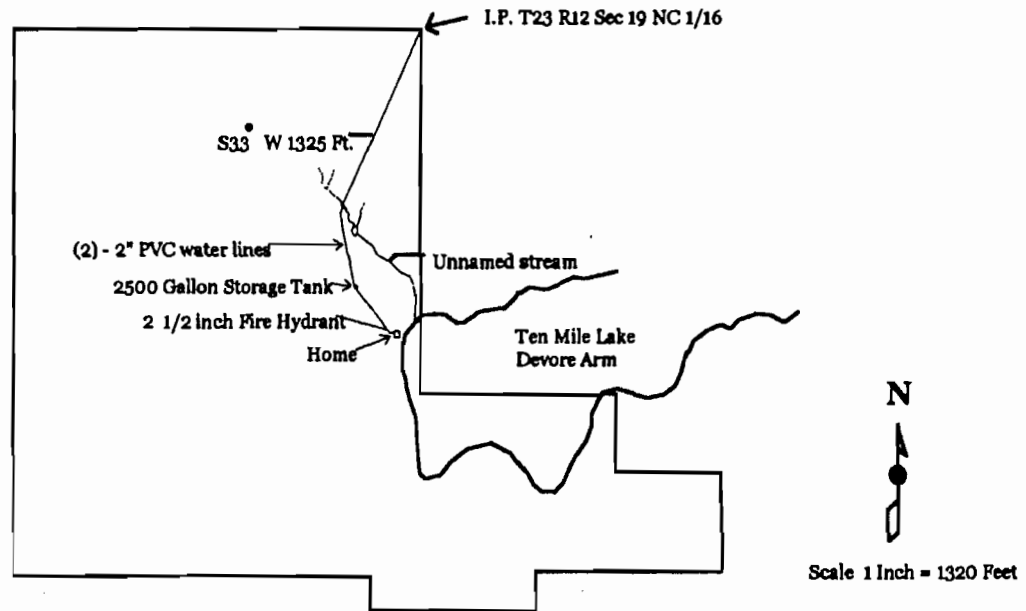 I.P. T23 R12 Sec 19 NC 1/16
S33° W 1325 Ft.
(2) - 2" PVC water lines
Unnamed stream
2500 Gallon Storage Tank
2 1/2 inch Fire Hydrant
Home
Ten Mile Lake
Devore Arm
N
Scale 1 Inch = 1320 Feet